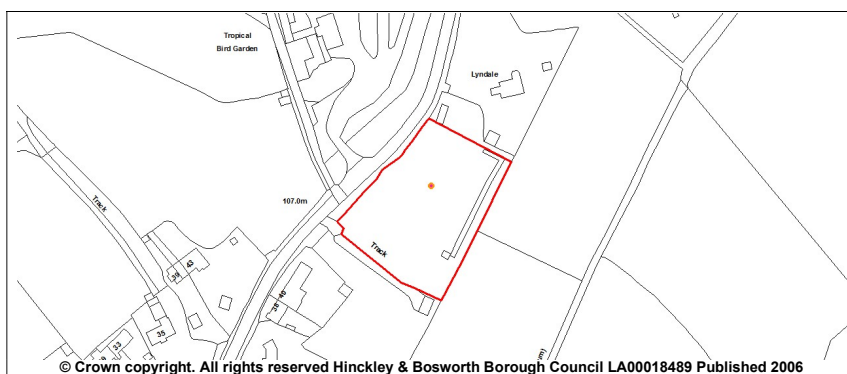 Tropical
Bird Garden
Lyndale
Track
107.0m
Track
43
39
40
38
35
33
© Crown copyright. All rights reserved Hinckley & Bosworth Borough Council LA00018489 Published 2006